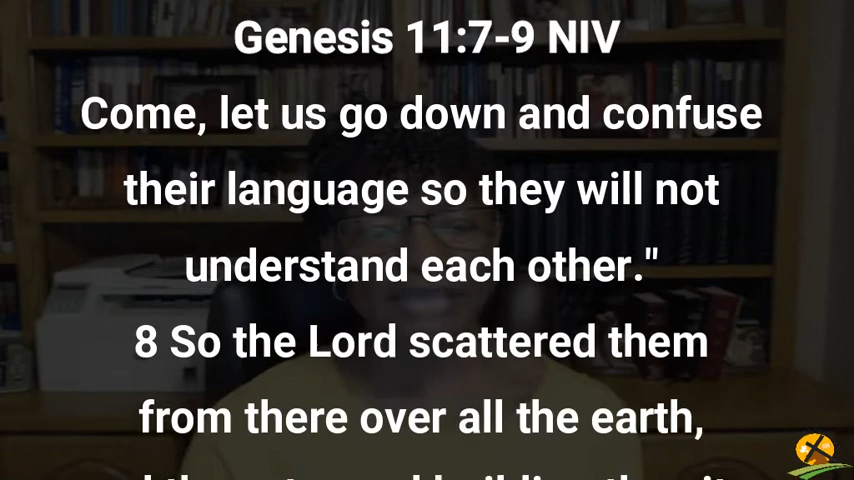 Genesis 11:7-9 NIV
Come, let us go down and confuse
their language so they will not
understand each other."
8 So the Lord scattered them
from there over all the earth,